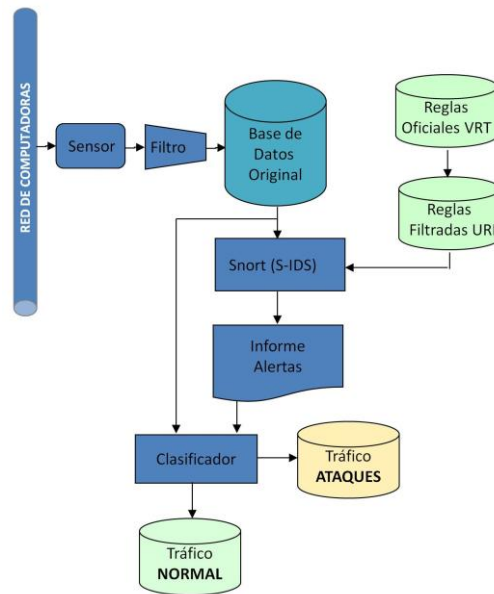 RED DE COMPUTADORAS
Sensor
Filtro
Base de
Datos
Original
Reglas
Oficiales VRT
Reglas
Filtradas URI
Snort (S-IDS)
Informe
Alertas
Clasificador
Tráfico
ATAQUES
Tráfico
NORMAL